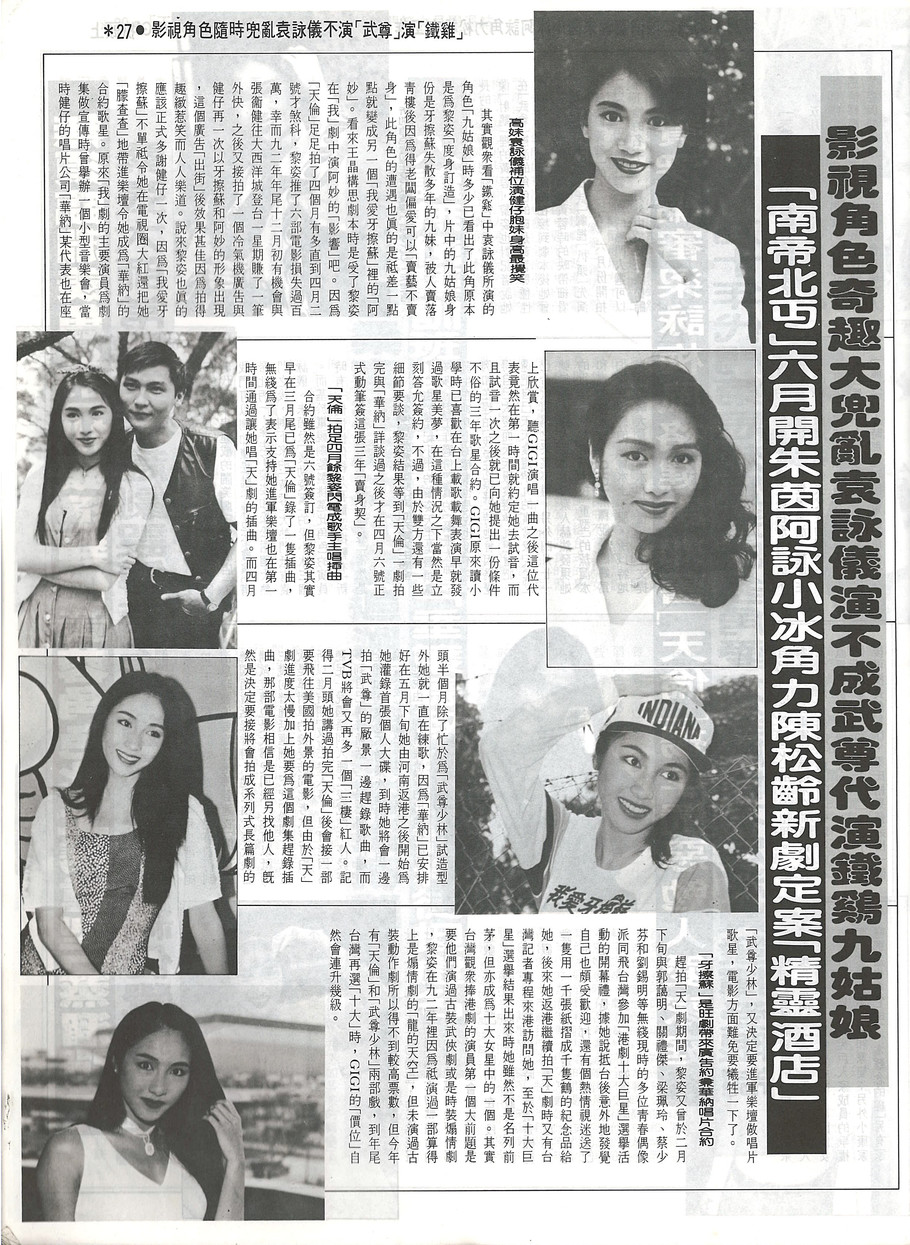 *27● 影視角色隨時兜亂袁詠儀不演「武尊」演「鐵雞」
影視角色奇趣大兜亂袁詠儀演不成武尊代演鐵鷄九姑娘
「南帝北丐」六月開朱茵阿詠小冰角力陳松齡新劇定案「精靈酒店」
高妹袁詠儀補位演健仔胞妹身高最攪笑
其實觀眾看「鐵雞」中袁詠儀所演的
角色「九姑娘」時多少已看出了此角原本
是爲黎姿「度身訂造」，片中的九姑娘身
份是牙擦蘇失散多年的九妹，被人賣落
青樓後因爲得老闆偏愛可以「賣藝不賣
身」，此角色的遭遇也眞的是祗差一點
點就變成另一個「我愛牙擦蘇」裡的「阿
妙」。看來王晶構思劇本時是受了黎姿
在「我」劇中演阿妙的「影響」吧。因爲
「天倫」足足拍了四個月有多直到四月二
號才煞科，黎姿推了六部電影損失過百
萬，幸而九二年年尾十二月初有機會與
張衞健往大西洋城登台一星期賺了一筆
外快，之後又接拍了一個冷氣機廣告與
健仔再一次以牙擦蘇和阿妙的形象出現
，這個廣告「出街」後效果甚佳因爲拍得
趣緻惹笑而人人樂道。說來黎姿也眞的
應該正式多謝健仔一次，因爲「我愛牙
擦蘇」不單祗令她在電視圈大紅還把她
「朦查查」地帶進樂壇令她成爲「華納」的
合約歌星。原來「我」劇的主要演員爲劇
集做宣傳時曾舉辦一個小型音樂會，當
時健仔的唱片公司「華納」某代表也在座
上欣賞，聽GIGI演唱一曲之後這位代
表竟然在第一時間就約定她去試音，而
且試音一次之後就已向她提出一份條件
不俗的三年歌星合約。GIGI原來讀小
學時已喜歡在台上載歌載舞表演早就發
過歌星美夢，在這種情況之下當然是立
刻答允簽約，不過，由於雙方還有一些
細節要談，黎姿結果等到「天倫」一劇拍
完與「華納」詳談過之後才在四月六號正
式動筆簽這張三年「賣身契」。
「天倫」拍足四月餘黎姿閃電成歌手主唱插曲
合約雖然是六號簽訂，但黎姿其實
早在三月尾已爲「天倫」錄了一隻插曲，
無綫爲了表示支持她進軍樂壇也在第一
時間通過讓她唱「天」劇的插曲。而四月
頭半個月除了忙於爲「武尊少林」試造型
外她就一直在練歌，因爲「華納」已安排
好在五月下旬她由河南返港之後開始爲
她灌錄首張個人大碟，到時她將會一邊
拍「武尊」的廠景一邊趕錄歌曲，而
TVB將會又再多一個「三棲」紅人。記
得二月頭她講過拍完「天倫」後會接一部
要飛往美國拍外景的電影，但由於「天」
劇進度太慢加上她要爲這個劇集趕錄插
曲，那部電影相信是已經另找他人，旣
然是決定要接將會拍成系列式長篇劇的
「武尊少林」，又決定要進軍樂壇做唱片
歌星，電影方面難免要犧牲一下了。
「牙擦蘇」是旺劇帶來廣告約兼華納唱片合約
趕拍「天」劇期間，黎姿又曾於二月
下旬與郭藹明、關禮傑、梁珮玲、蔡少
芬和劉錫明等無綫現時的多位青春偶像
派同飛台灣參加「港劇十大巨星」選舉活
動的開幕禮，據她說抵台後意外地發覺
自己也頗受歡迎，還有個熱情視迷送了
一隻用一千張紙摺成千隻鶴的紀念品給
她，後來她返港繼續拍「天」劇時又有台
灣記者專程來港訪問她，至於「十大巨
星」選舉結果出來時她雖然不是名列前
茅，但亦成爲十大女星中的一個。其實
台灣觀衆捧港劇的演員第一個大前題是
要他們演過古裝武俠劇或是時裝煽情劇
，黎姿在九二年裡因爲祗演過一部算得
上是煽情劇的「龍的天空」，但未演過古
裝動作劇所以得不到較高票數，但今年
有「天倫」和「武尊少林」兩部戲，到年尾
台灣再選「十大」時，GIGI的「價位」自
然會連升幾級。
INDIANA
我愛牙擦蘇